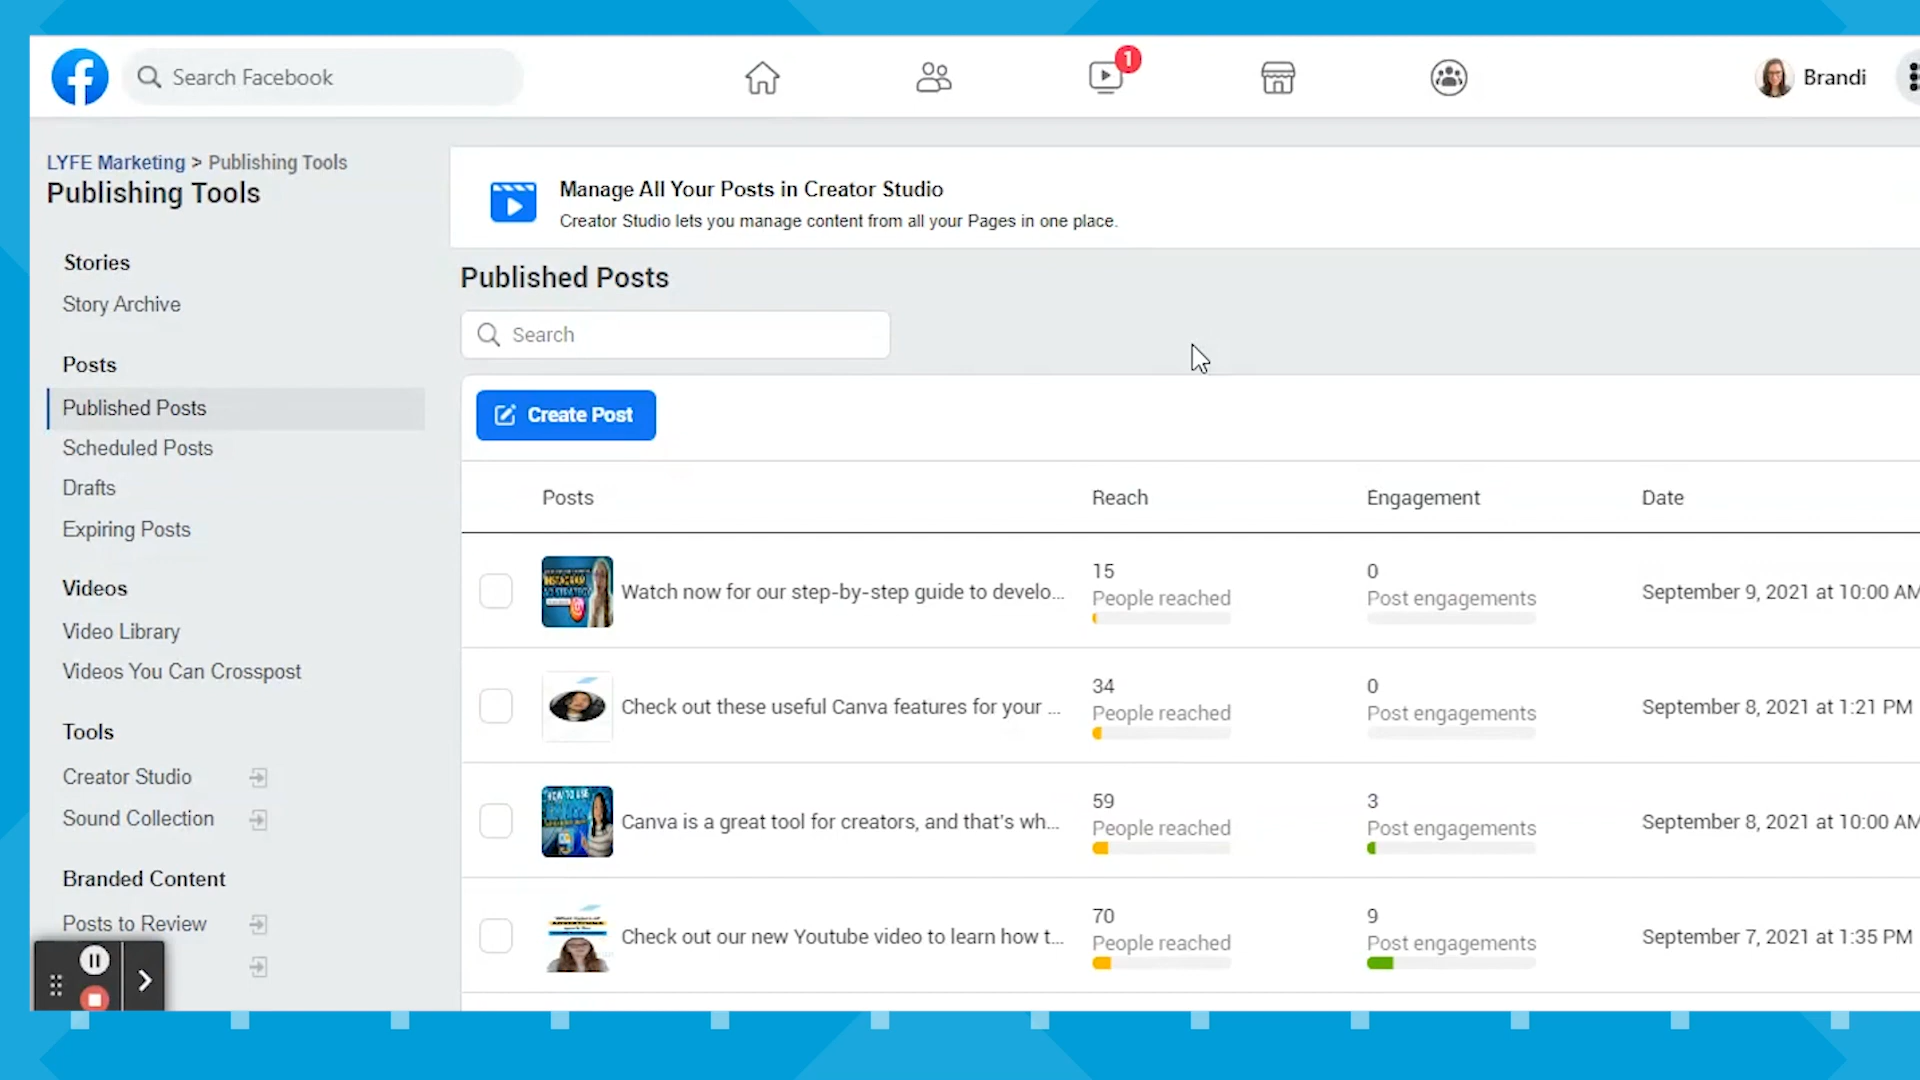 Search Facebook
1
Brandi
LYFE Marketing > Publishing Tools
Publishing Tools
Stories
Story Archive
Posts
Published Posts
Scheduled Posts
Drafts
Expiring Posts
Videos
Video Library
Videos You Can Crosspost
Tools
Creator Studio
Sound Collection
Branded Content
Posts to Review
Manage All Your Posts in Creator Studio
Creator Studio lets you manage content from all your Pages in one place.
Published Posts
Search
Create Post
Posts Reach Engagement Date
INSTAGRAM
Watch now for our step-by-step guide to develo...
15
People reached
0
Post engagements
September 9, 2021 at 10:00 AM
Check out these useful Canva features for your ...
34
People reached
0
Post engagements
September 8, 2021 at 1:21 PM
HOW TO USE
Canva is a great tool for creators, and that's wh...
59
People reached
3
Post engagements
September 8, 2021 at 10:00 AM
Check out our new Youtube video to learn how t...
70
People reached
9
Post engagements
September 7, 2021 at 1:35 PM